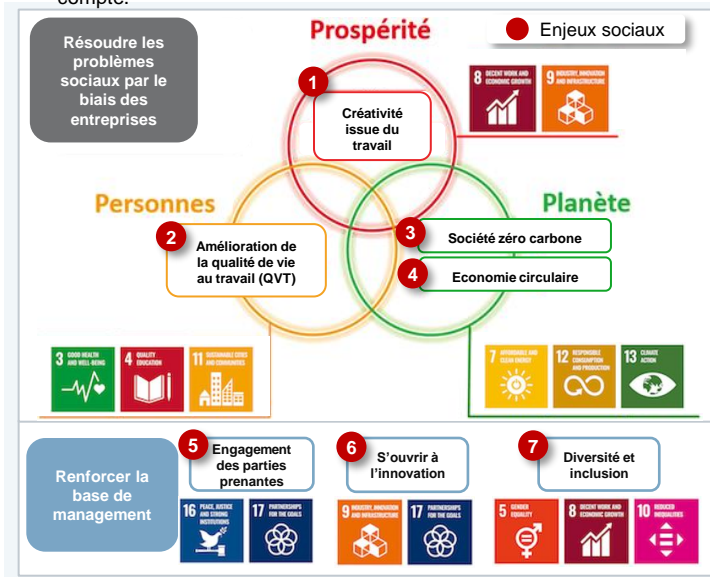 compte.
Résoudre les
problèmes
sociaux par le
biais des
entreprises
Prospérité
Enjeux sociaux
1
Créativité
issue du
travail
8 DECENT WORK AND
ECONOMIC GROWTH
9 INDUSTRY, INNOVATION
AND INFRASTRUCTURE
Personnes
Planète
2
Amélioration de
la qualité de vie
au travail (QVT)
3
Société zéro carbone
4
Economie circulaire
3 GOOD HEALTH
AND WELL-BEING
4 QUALITY
EDUCATION
11 SUSTAINABLE CITIES
AND COMMUNITIES
7 AFFORDABLE AND
CLEAN ENERGY
12 RESPONSIBLE
CONSUMPTION
AND PRODUCTION
13 CLIMATE
ACTION
Renforcer la
base de
management
5
Engagement
des parties
prenantes
6
S’ouvrir à
l’innovation
7
Diversité et
inclusion
16 PEACE, JUSTICE
AND STRONG
INSTITUTIONS
17 PARTNERSHIPS
FOR THE GOALS
9 INDUSTRY, INNOVATION
AND INFRASTRUCTURE
17 PARTNERSHIPS
FOR THE GOALS
5 GENDER
EQUALITY
8 DECENT WORK AND
ECONOMIC GROWTH
10 REDUCED
INEQUALITIES